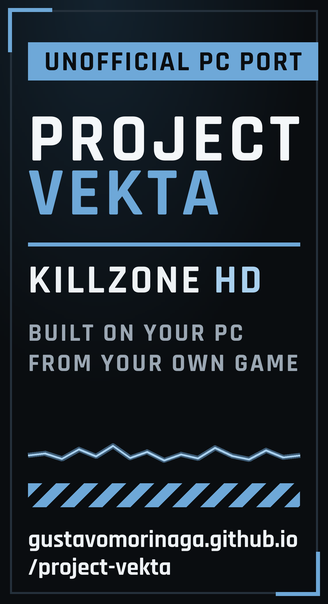 UNOFFICIAL PC PORT
PROJECT
VEKTA
KILLZONE HD
BUILT ON YOUR PC
FROM YOUR OWN GAME
gustavomorinaga.github.io
/project-vekta